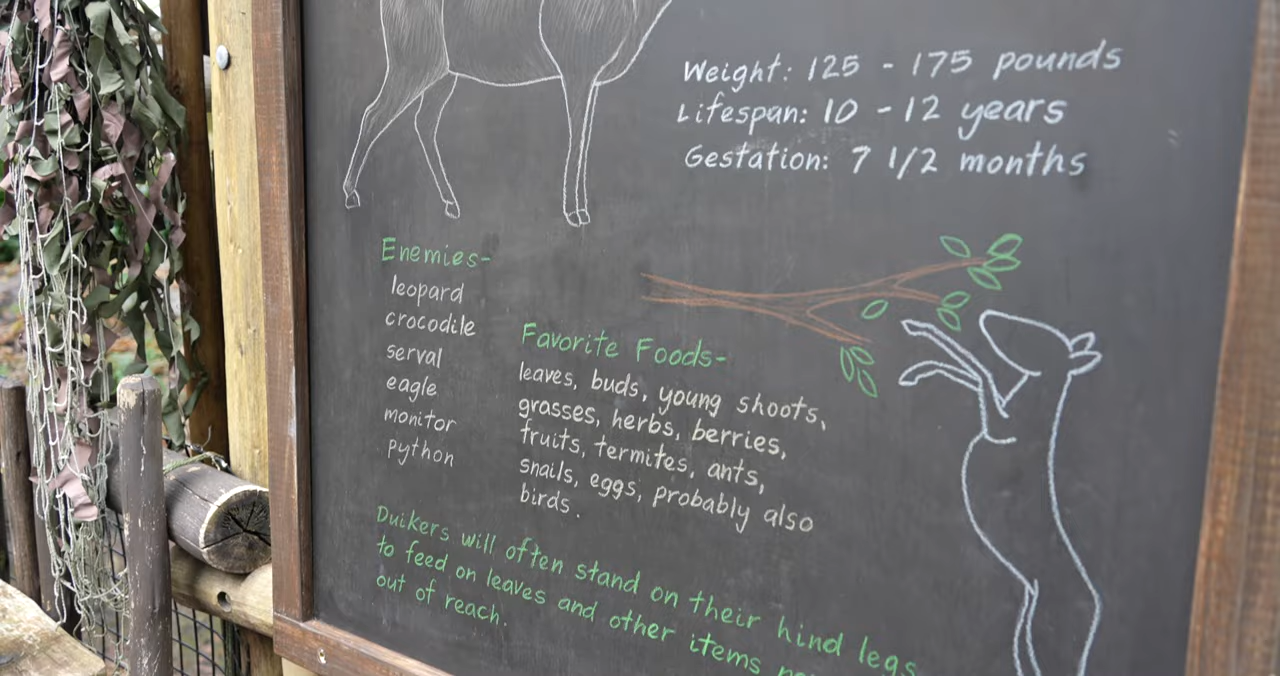 Weight: 125 - 175 pounds
Lifespan: 10 - 12 years
Gestation: 7 1/2 months
Enemies-
leopard
crocodile
serval
eagle
monitor
python
Favorite Foods-
leaves, buds, young shoots,
grasses, herbs, berries,
fruits, termites, ants,
snails, eggs, probably also
birds.
Duikers will often stand on their hind legs
to feed on leaves and other items
out of reach.